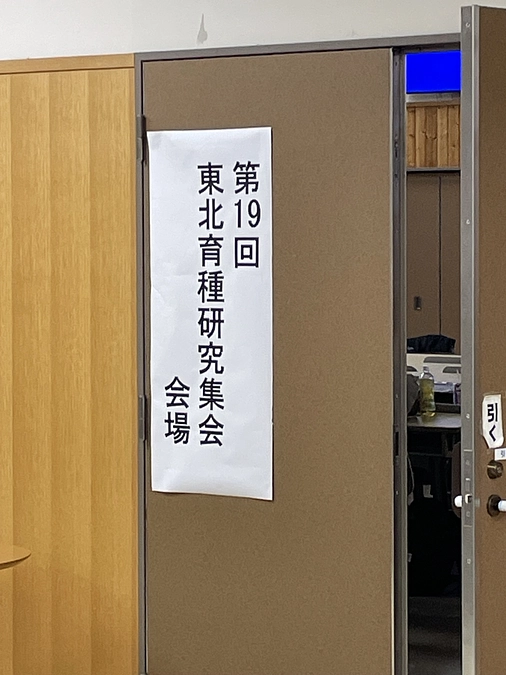 第19回
東北育種研究集会
会場
引く